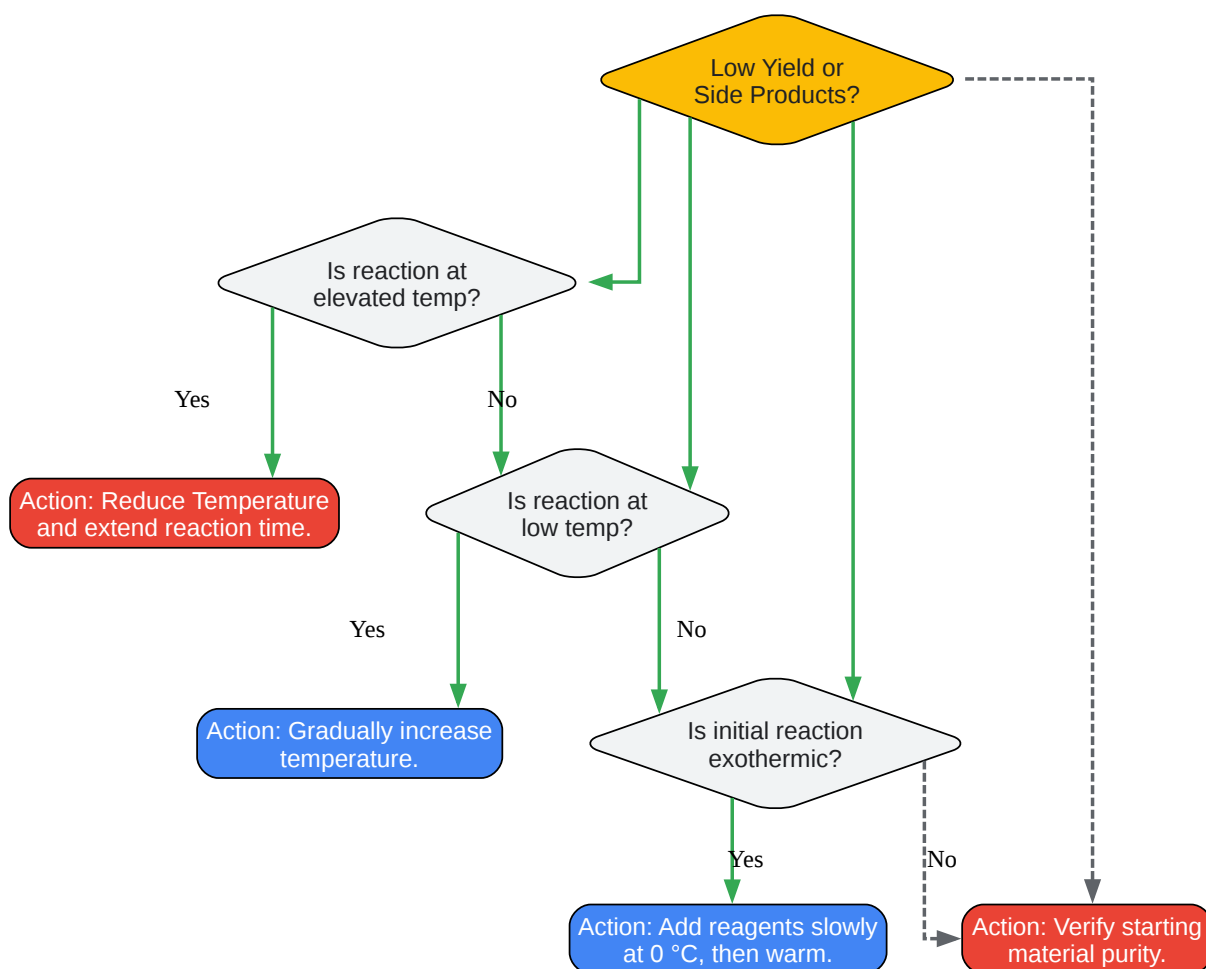 Low Yield or
Side Products?
Is reaction at
elevated temp?
Yes
No
Action: Reduce Temperature
and extend reaction time.
Is reaction at
low temp?
Yes
No
Action: Gradually increase
temperature.
Is initial reaction
exothermic?
Yes
No
Action: Add reagents slowly
at 0 °C, then warm.
Action: Verify starting
material purity.